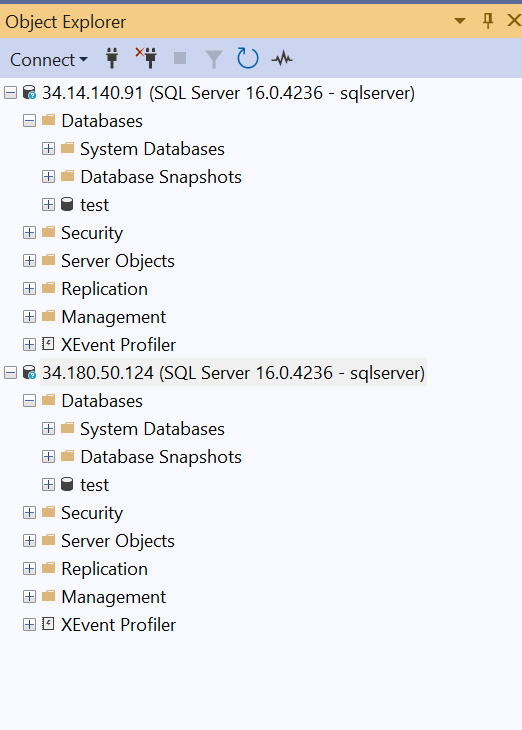 Object Explorer
Connect
34.14.140.91 (SQL Server 16.0.4236 - sqlserver)
Databases
System Databases
Database Snapshots
test
Security
Server Objects
Replication
Management
XEvent Profiler
34.180.50.124 (SQL Server 16.0.4236 - sqlserver)
Databases
System Databases
Database Snapshots
test
Security
Server Objects
Replication
Management
XEvent Profiler